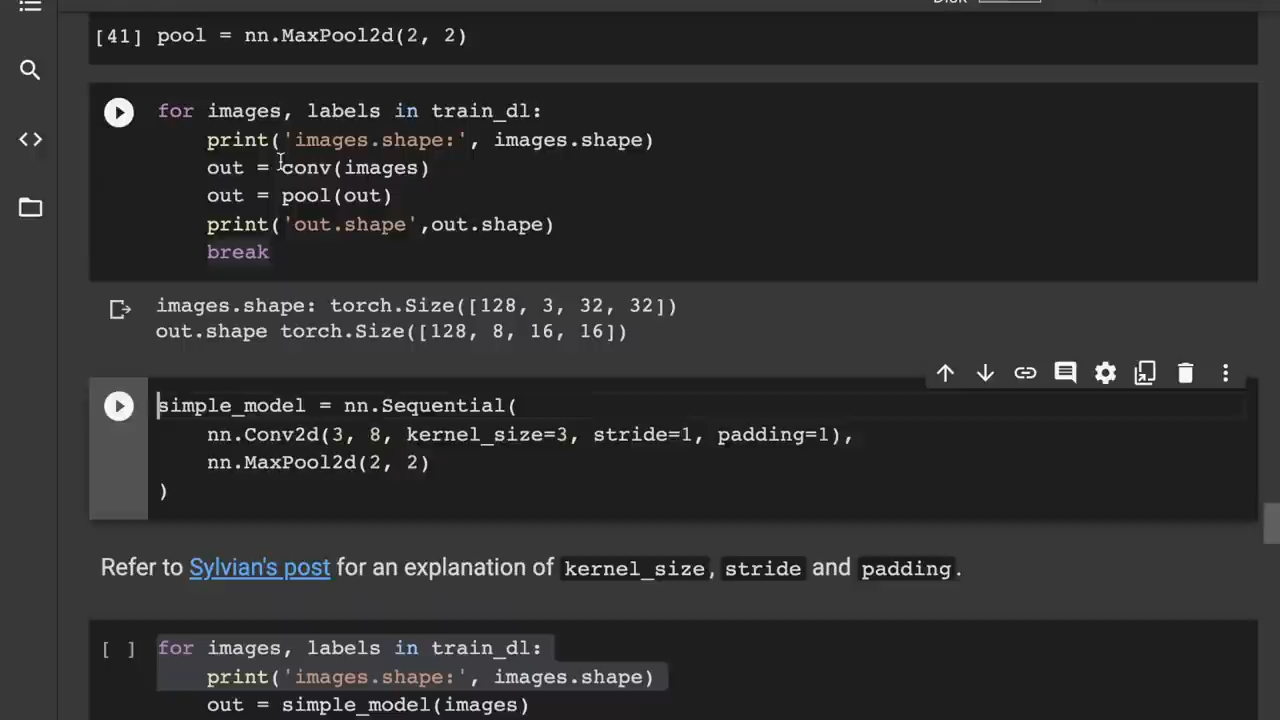 [41] pool = nn.MaxPool2d(2, 2)
for images, labels in train_dl:
    print('images.shape:', images.shape)
    out = conv(images)
    out = pool(out)
    print('out.shape',out.shape)
    break
images.shape: torch.Size([128, 3, 32, 32])
out.shape torch.Size([128, 8, 16, 16])
simple_model = nn.Sequential(
    nn.Conv2d(3, 8, kernel_size=3, stride=1, padding=1),
    nn.MaxPool2d(2, 2)
)
Refer to Sylvian's post for an explanation of kernel_size, stride and padding.
[ ] for images, labels in train_dl:
    print('images.shape:', images.shape)
    out = simple_model(images)